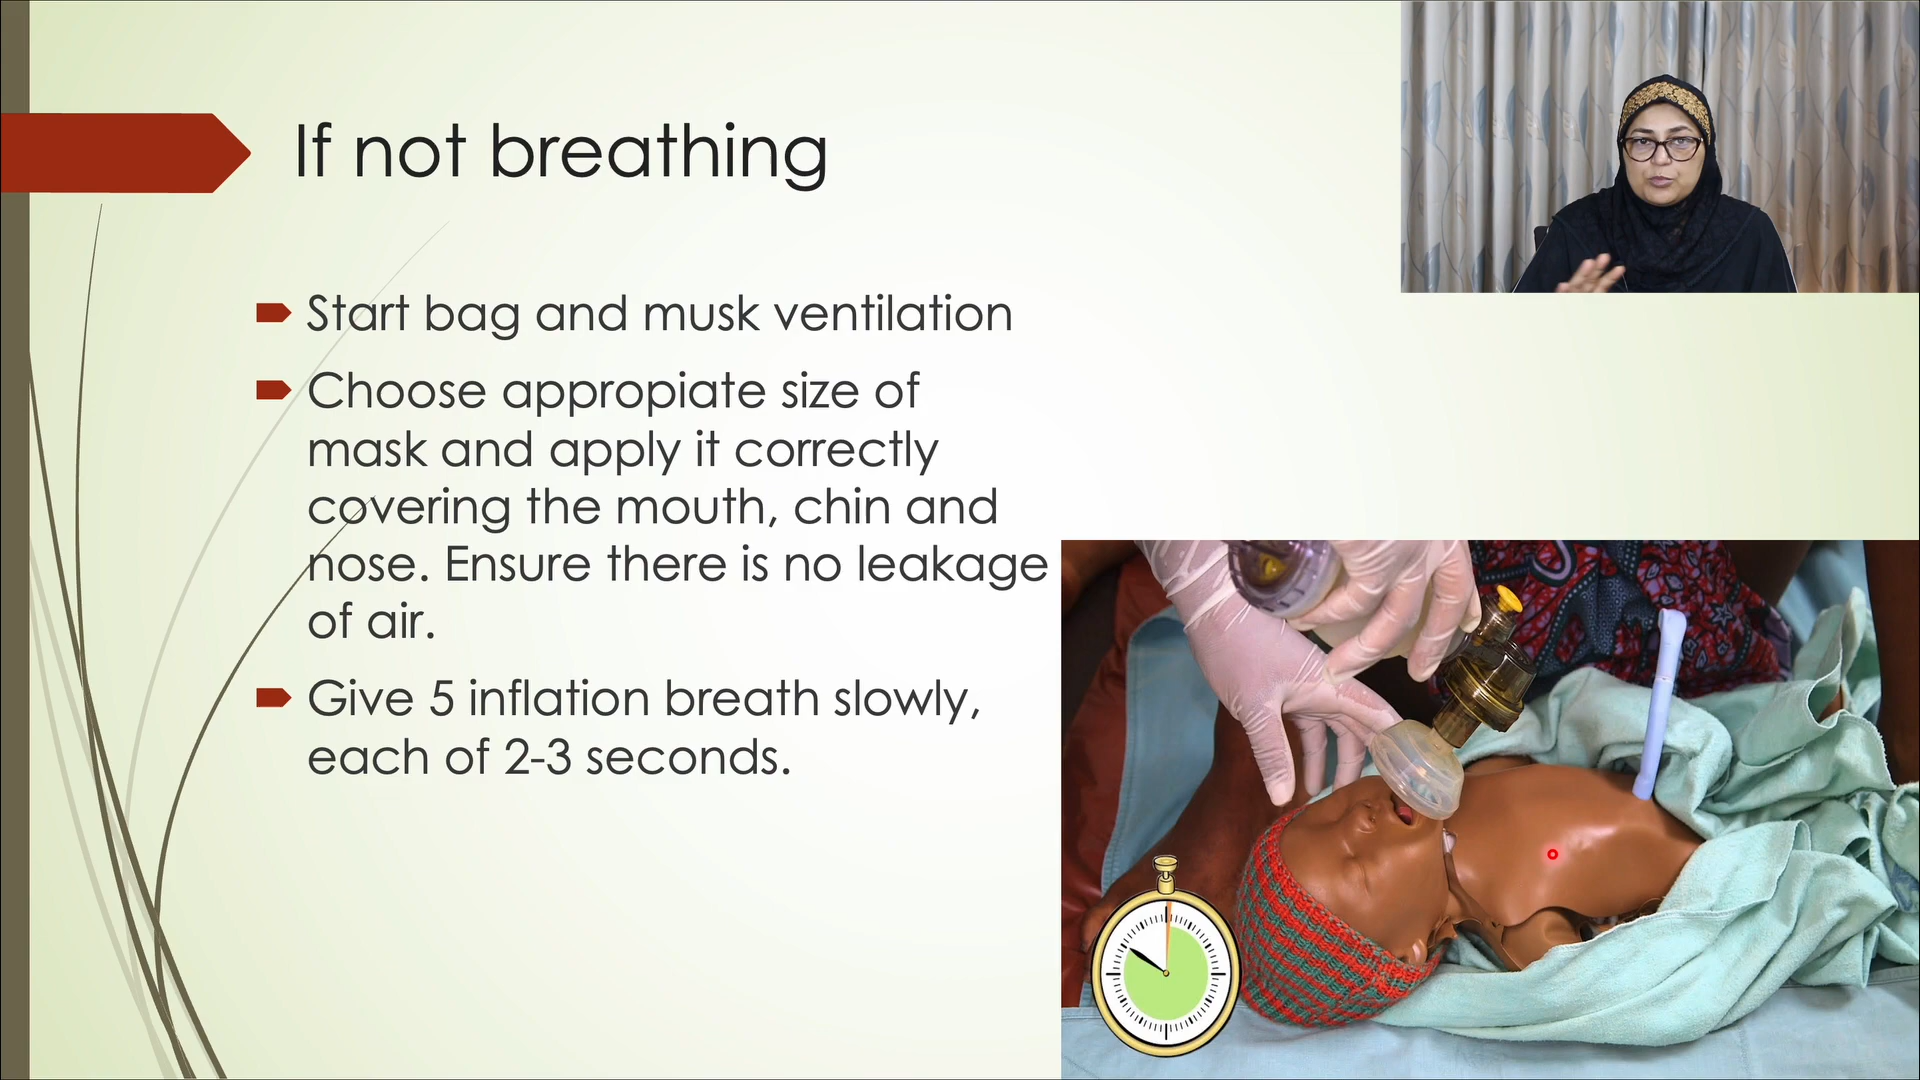 If not breathing
Start bag and musk ventilation
Choose appropiate size of
mask and apply it correctly
covering the mouth, chin and
nose. Ensure there is no leakage
of air.
Give 5 inflation breath slowly,
each of 2-3 seconds.